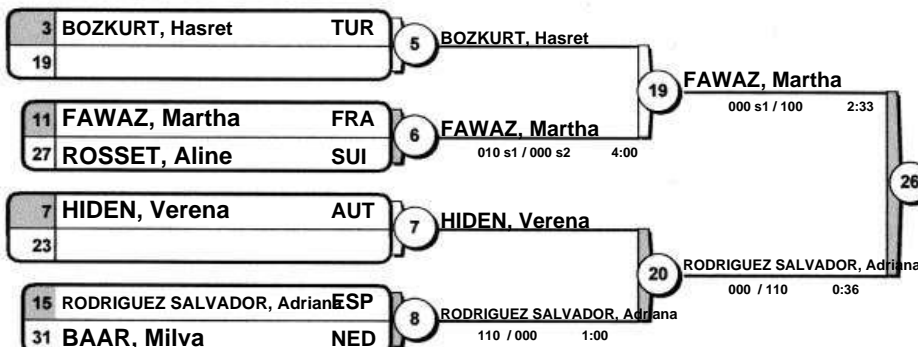 3 BOZKURT, Hasret TUR
19
5
BOZKURT, Hasret
11 FAWAZ, Martha FRA
27 ROSSET, Aline SUI
6
FAWAZ, Martha
010 s1 / 000 s2 4:00
19
FAWAZ, Martha
000 s1 / 100 2:33
7 HIDEN, Verena AUT
23
7
HIDEN, Verena
15 RODRIGUEZ SALVADOR, Adriana ESP
31 BAAR, Milva NED
8
RODRIGUEZ SALVADOR, Adriana
110 / 000 1:00
20
RODRIGUEZ SALVADOR, Adriana
000 / 110 0:36
26